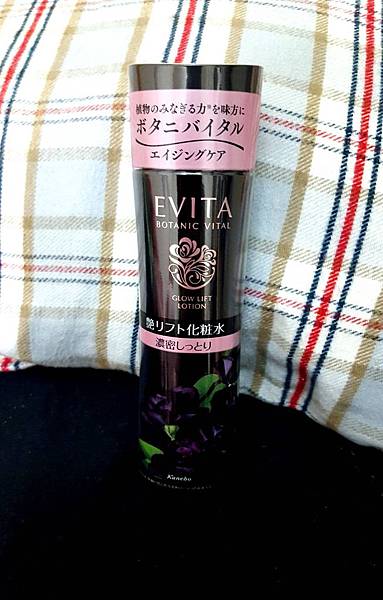 植物のみなぎる力※を味方に
ボタニバイタル
エイジングケア
EVITA
BOTANIC VITAL
GLOW LIFT
LOTION
艶リフト化粧水
濃密しっとり
Kanebo